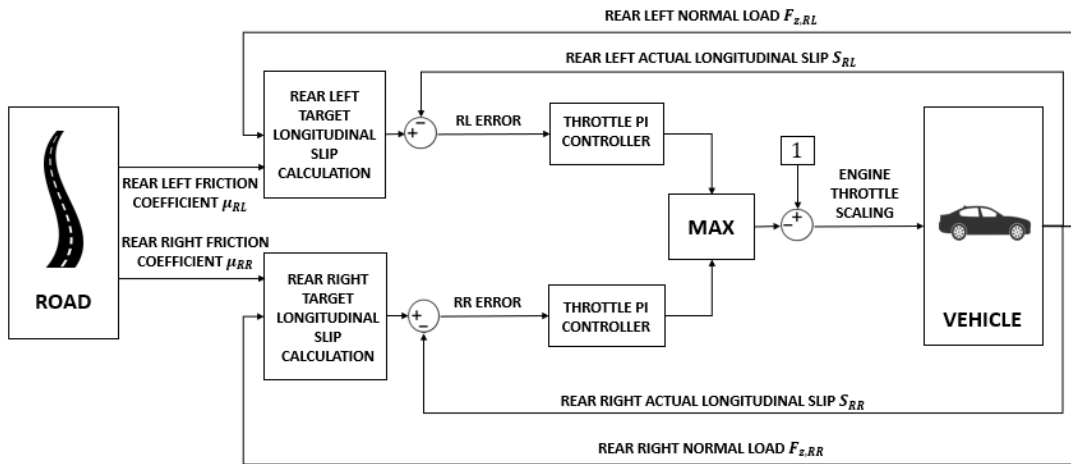 REAR LEFT NORMAL LOAD F_{z,RL}
REAR LEFT ACTUAL LONGITUDINAL SLIP S_{RL}
REAR LEFT
TARGET
LONGITUDINAL
SLIP
CALCULATION
+
−
RL ERROR
THROTTLE PI
CONTROLLER
REAR LEFT FRICTION
COEFFICIENT μ_{RL}
1
ENGINE
THROTTLE
SCALING
MAX
−
+
REAR RIGHT FRICTION
COEFFICIENT μ_{RR}
ROAD
REAR RIGHT
TARGET
LONGITUDINAL
SLIP
CALCULATION
+
−
RR ERROR
THROTTLE PI
CONTROLLER
VEHICLE
REAR RIGHT ACTUAL LONGITUDINAL SLIP S_{RR}
REAR RIGHT NORMAL LOAD F_{z,RR}